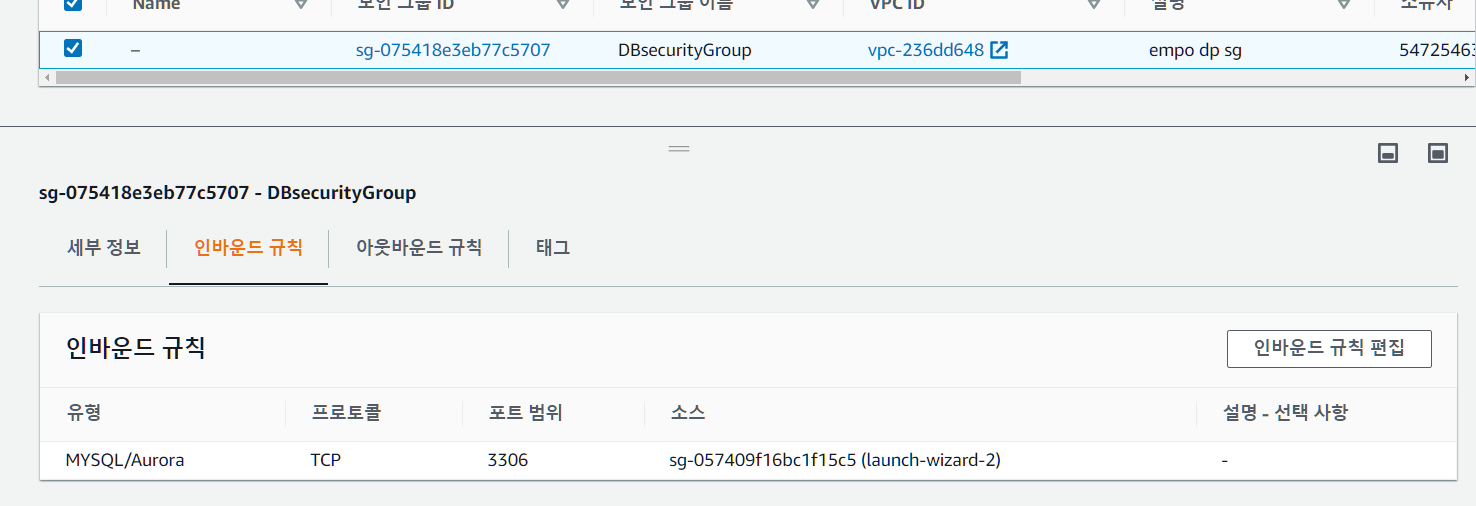 Name 보안 그룹 ID 보안 그룹 이름 VPC ID 설명 소유자
– sg-075418e3eb77c5707 DBsecurityGroup vpc-236dd648 empo dp sg 54725463
sg-075418e3eb77c5707 - DBsecurityGroup
세부 정보 인바운드 규칙 아웃바운드 규칙 태그
인바운드 규칙 인바운드 규칙 편집
유형 프로토콜 포트 범위 소스 설명 - 선택 사항
MYSQL/Aurora TCP 3306 sg-057409f16bc1f15c5 (launch-wizard-2) -